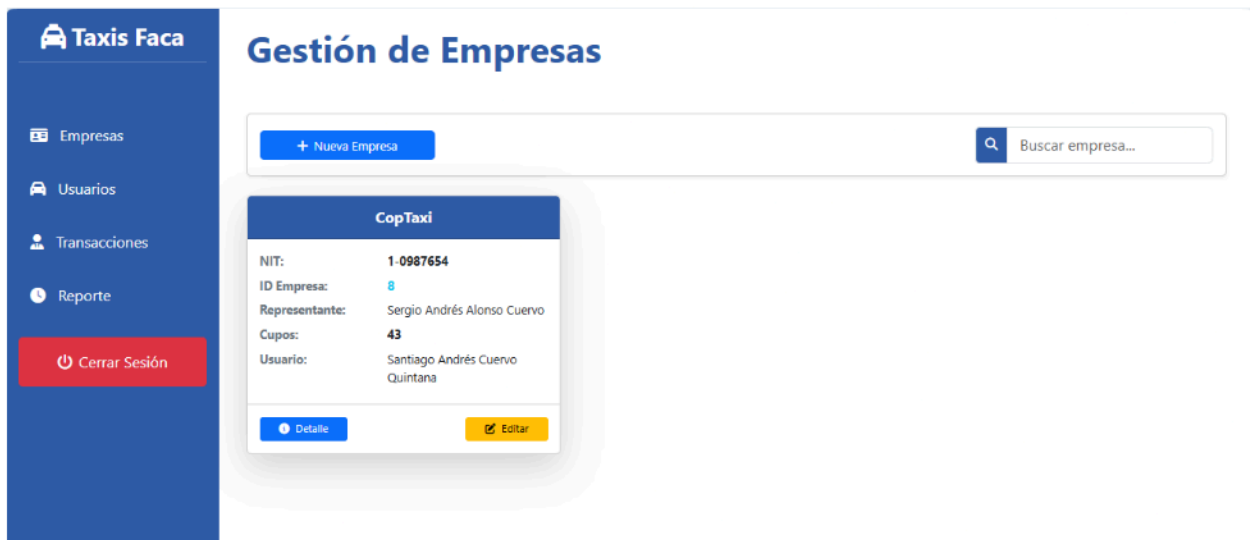 Taxis Faca
Empresas
Usuarios
Transacciones
Reporte
Cerrar Sesión
Gestión de Empresas
+ Nueva Empresa
Buscar empresa...
CopTaxi
NIT: 1-0987654
ID Empresa: 8
Representante: Sergio Andrés Alonso Cuervo
Cupos: 43
Usuario: Santiago Andrés Cuervo
Quintana
Detalle Editar